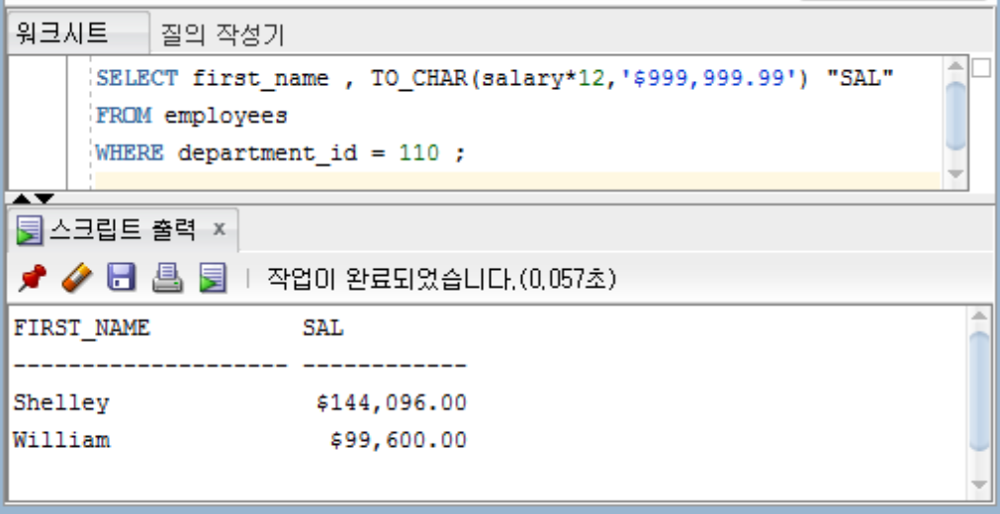 워크시트 질의 작성기
SELECT first_name , TO_CHAR(salary*12,'$999,999.99') "SAL"
FROM employees
WHERE department_id = 110 ;
스크립트 출력 x
작업이 완료되었습니다.(0,057초)
FIRST_NAME SAL
-------------------- ------------
Shelley $144,096.00
William $99,600.00